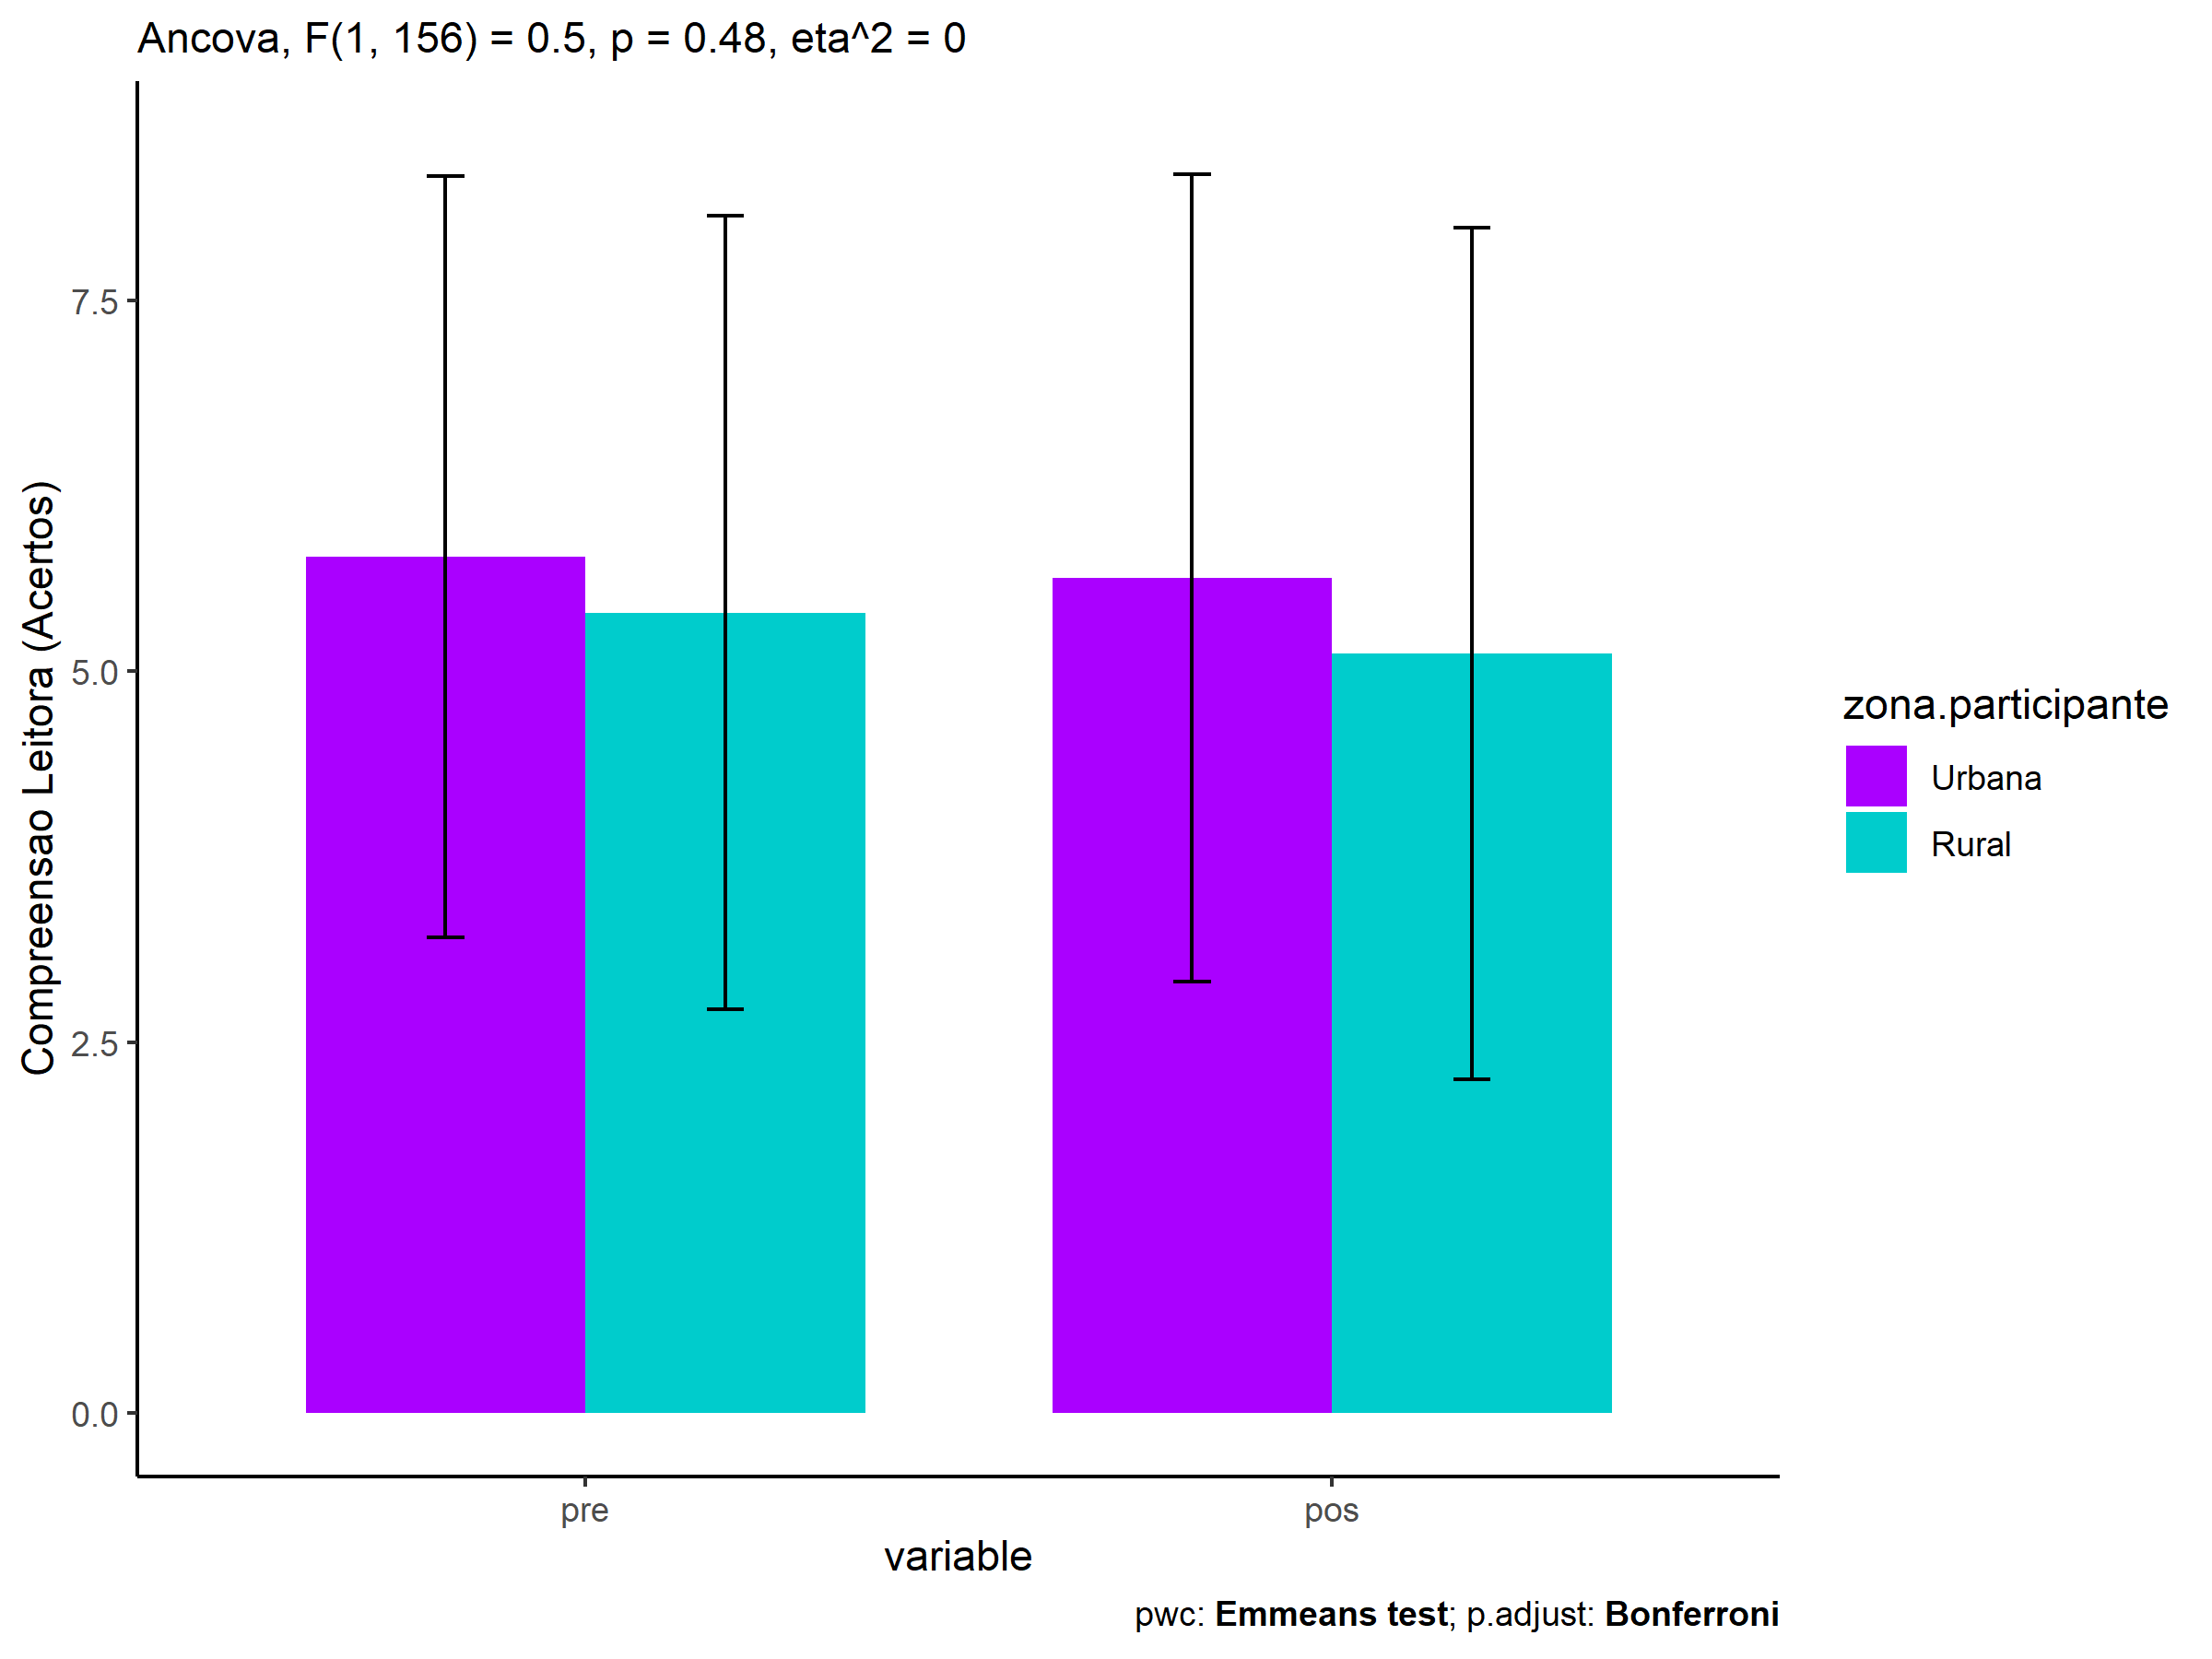 Ancova, F(1, 156) = 0.5, p = 0.48, eta^2 = 0
Compreensao Leitora (Acertos)
7.5
5.0
2.5
0.0
pre
pos
variable
zona.participante
Urbana
Rural
pwc: Emmeans test; p.adjust: Bonferroni